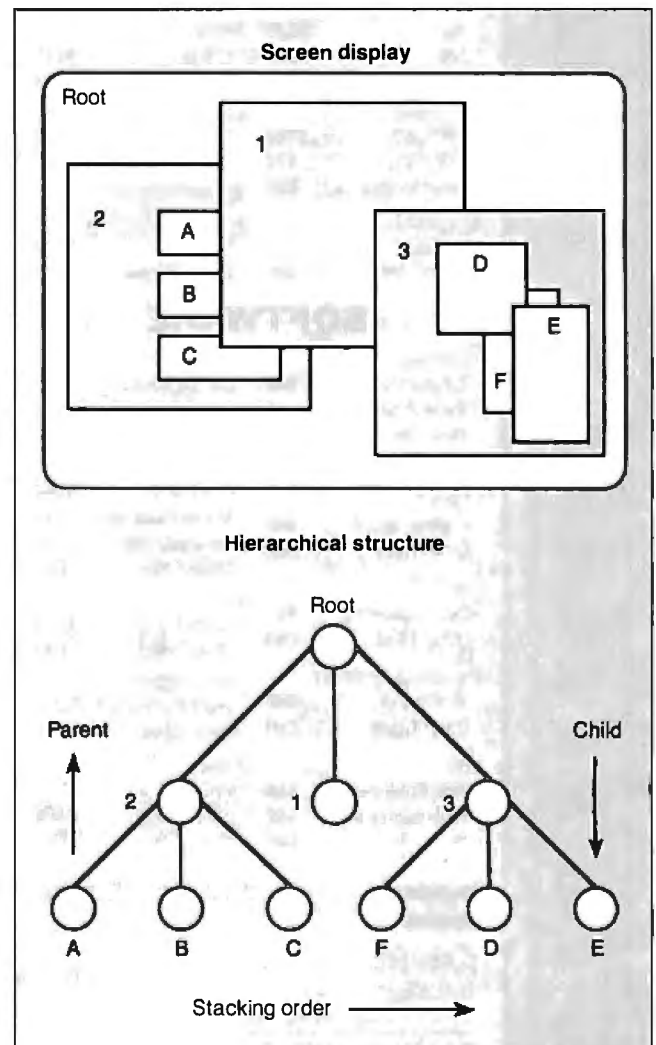 Screen display
Root
1
2
A
3
D
B
E
C
F
Hierarchical structure
Root
Parent
Child
2
1
3
A
B
C
F
D
E
Stacking order